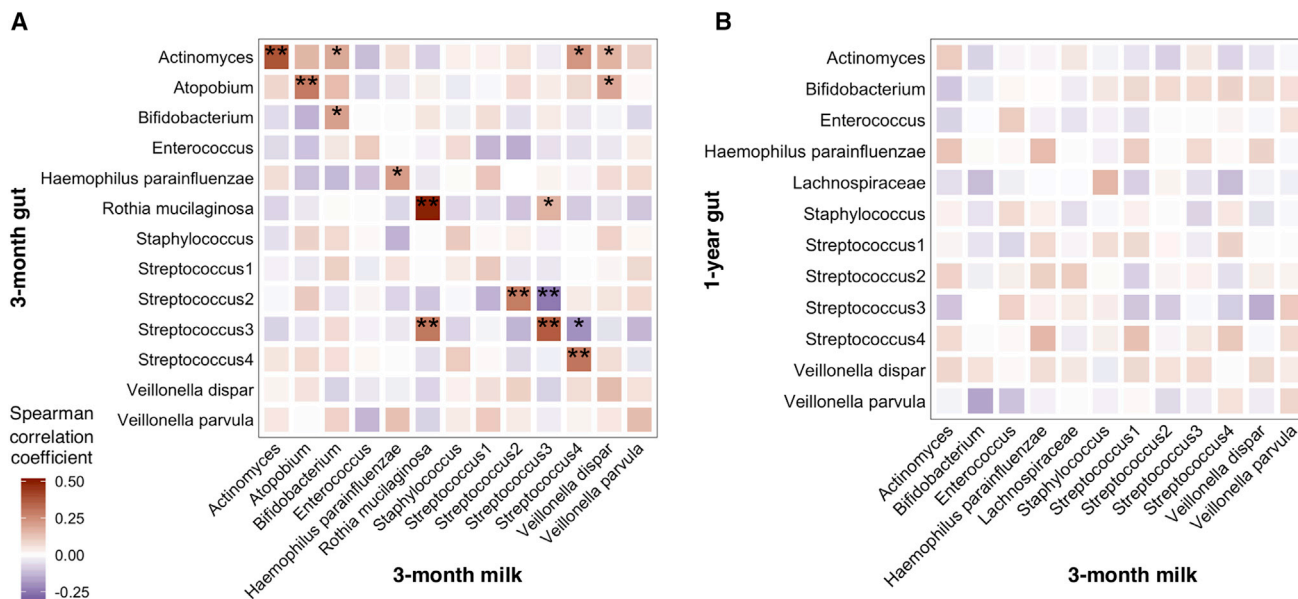 A
3-month gut
Actinomyces
Atopobium
Bifidobacterium
Enterococcus
Haemophilus parainfluenzae
Rothia mucilaginosa
Staphylococcus
Streptococcus1
Streptococcus2
Streptococcus3
Streptococcus4
Veillonella dispar
Veillonella parvula
** * * *
** *
*
*
** *
** **
** ** *
**
Actinomyces
Atopobium
Bifidobacterium
Enterococcus
Haemophilus parainfluenzae
Rothia mucilaginosa
Staphylococcus
Streptococcus1
Streptococcus2
Streptococcus3
Streptococcus4
Veillonella dispar
Veillonella parvula
3-month milk
Spearman
correlation
coefficient
0.50
0.25
0.00
-0.25
B
1-year gut
Actinomyces
Bifidobacterium
Enterococcus
Haemophilus parainfluenzae
Lachnospiraceae
Staphylococcus
Streptococcus1
Streptococcus2
Streptococcus3
Streptococcus4
Veillonella dispar
Veillonella parvula
Actinomyces
Bifidobacterium
Enterococcus
Haemophilus parainfluenzae
Lachnospiraceae
Staphylococcus
Streptococcus1
Streptococcus2
Streptococcus3
Streptococcus4
Veillonella dispar
Veillonella parvula
3-month milk